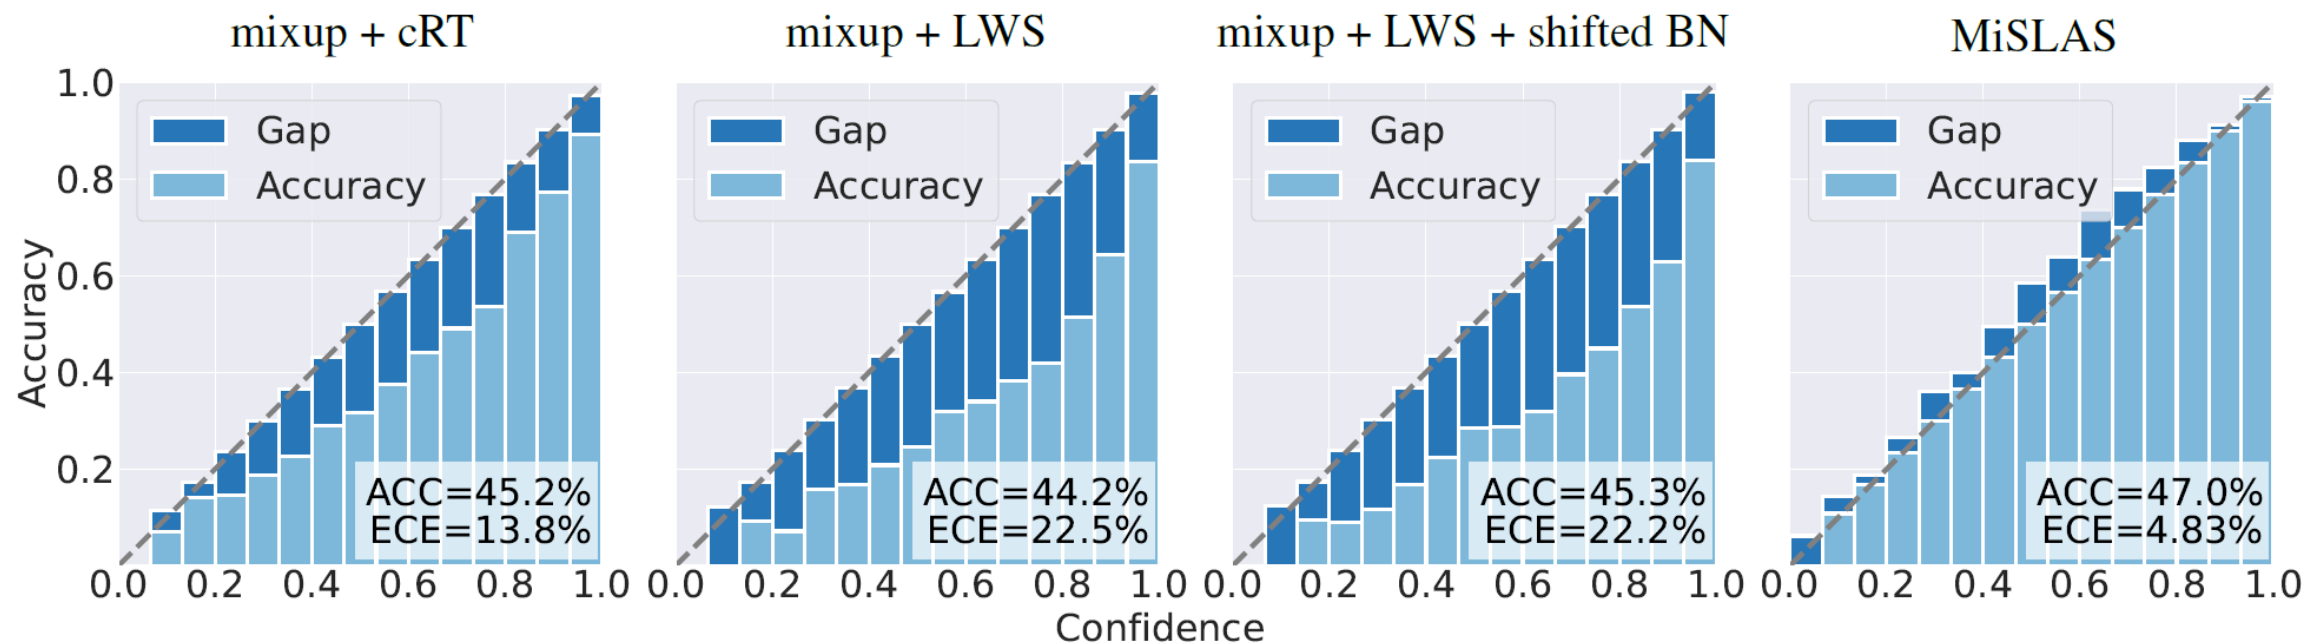 mixup + cRT
mixup + LWS
mixup + LWS + shifted BN
MiSLAS
Accuracy
1.0
0.8
0.6
0.4
0.2
Gap
Accuracy
ACC=45.2%
ECE=13.8%
0.0 0.2 0.4 0.6 0.8 1.0
Gap
Accuracy
ACC=44.2%
ECE=22.5%
0.0 0.2 0.4 0.6 0.8 1.0
Gap
Accuracy
ACC=45.3%
ECE=22.2%
0.0 0.2 0.4 0.6 0.8 1.0
Gap
Accuracy
ACC=47.0%
ECE=4.83%
0.0 0.2 0.4 0.6 0.8 1.0
Confidence